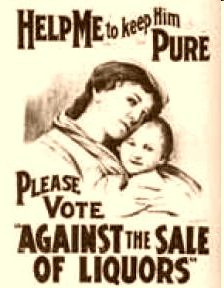 HELP ME to keep Him
PURE
PLEASE
VOTE
"AGAINST THE SALE
OF LIQUORS"